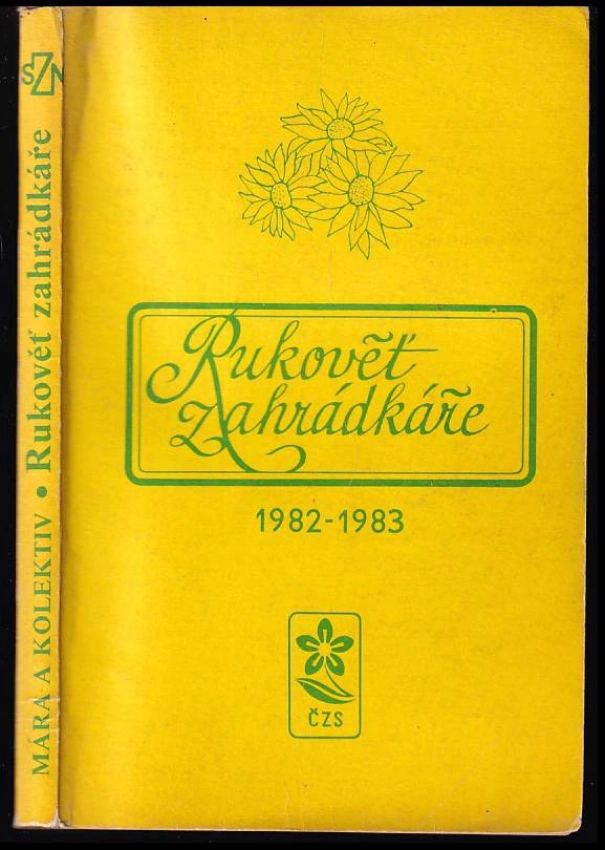 SZN
MÁRA A KOLEKTIV • Rukověť zahrádkáře
Rukověť
zahrádkáře
1982-1983
ČZS